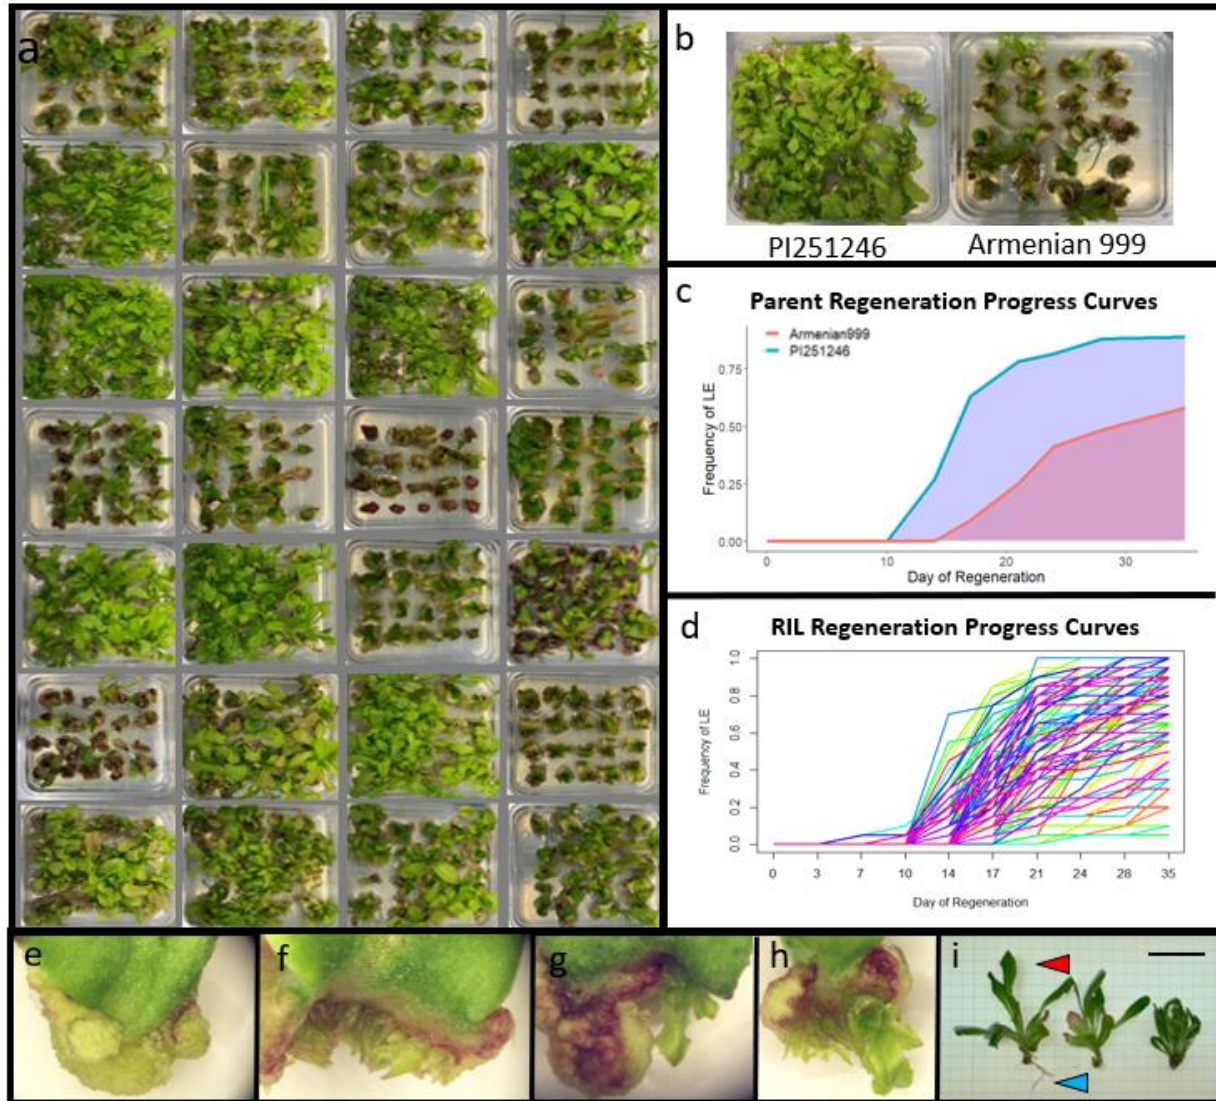 a
b
PI251246 Armenian 999
c
Parent Regeneration Progress Curves
Armenian999
PI251246
Frequency of LE
0.75
0.50
0.25
0.00
0 10 20 30
Day of Regeneration
d
RIL Regeneration Progress Curves
Frequency of LE
1.0
0.8
0.6
0.4
0.2
0.0
0 3 7 10 14 17 21 24 28 35
Day of Regeneration
e f g h i